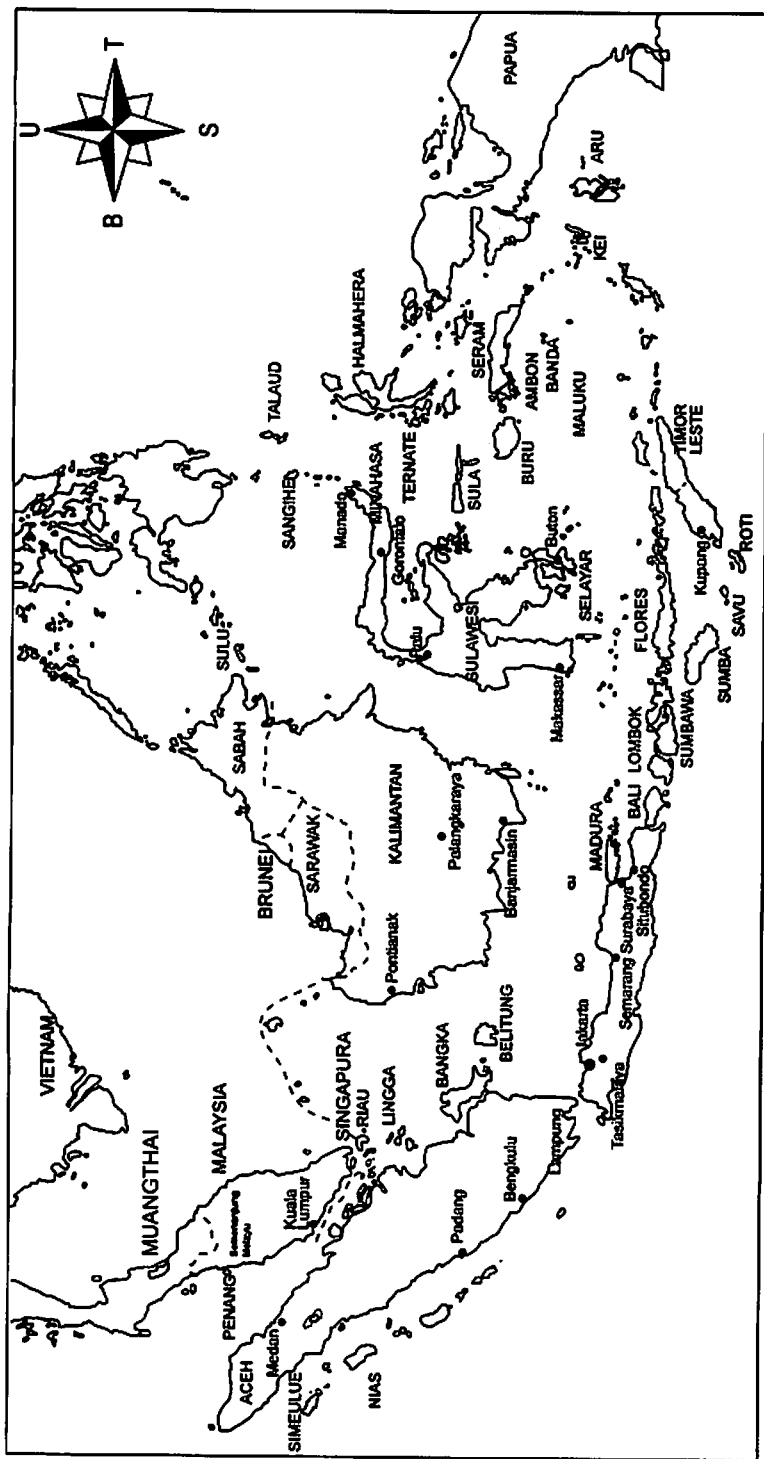 U
B
T
S
VIETNAM
MUANGTHAI
MALAYSIA
Semenanjung
Melayu
PENANG
Kuala
Lumpur
ACEH
Medan
SIMEULUE
NIAS
SINGAPURA
RIAU
LINGGA
Padang
Bengkulu
Lampung
BANGKA
BELITUNG
BRUNEI
SABAH
SARAWAK
KALIMANTAN
Pontianak
Palangkaraya
Banjarmasin
Jakarta
Tasikmalaya
Semarang
Surabaya
Situbondo
MADURA
BALI
LOMBOK
SUMBAWA
SUMBA
FLORES
SAVU
ROTI
Kupang
TIMOR
LESTE
SULU
SANGIHE
TALAUD
Manado
MINAHASA
Gorontalo
Palu
SULAWESI
Makassar
SELAYAR
Buton
TERNATE
HALMAHERA
SULA
BURU
SERAM
AMBON
BANDA
MALUKU
KEI
ARU
PAPUA